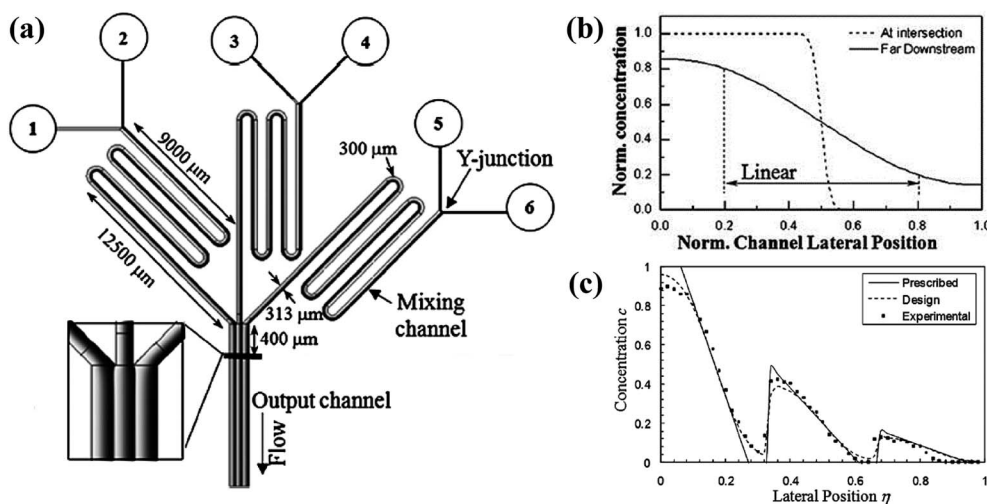 (a)
1
2
3
4
5
6
9000 µm
12500 µm
300 µm
Y-junction
313 µm
Mixing
channel
400 µm
Output channel
Flow
(b)
Norm. concentration
1.0
0.8
0.6
0.4
0.2
0.0
At intersection
Far Downstream
Linear
0.0 0.2 0.4 0.6 0.8 1.0
Norm. Channel Lateral Position
(c)
Concentration c
1
0.8
0.6
0.4
0.2
0
Prescribed
Design
Experimental
0 0.2 0.4 0.6 0.8 1
Lateral Position η